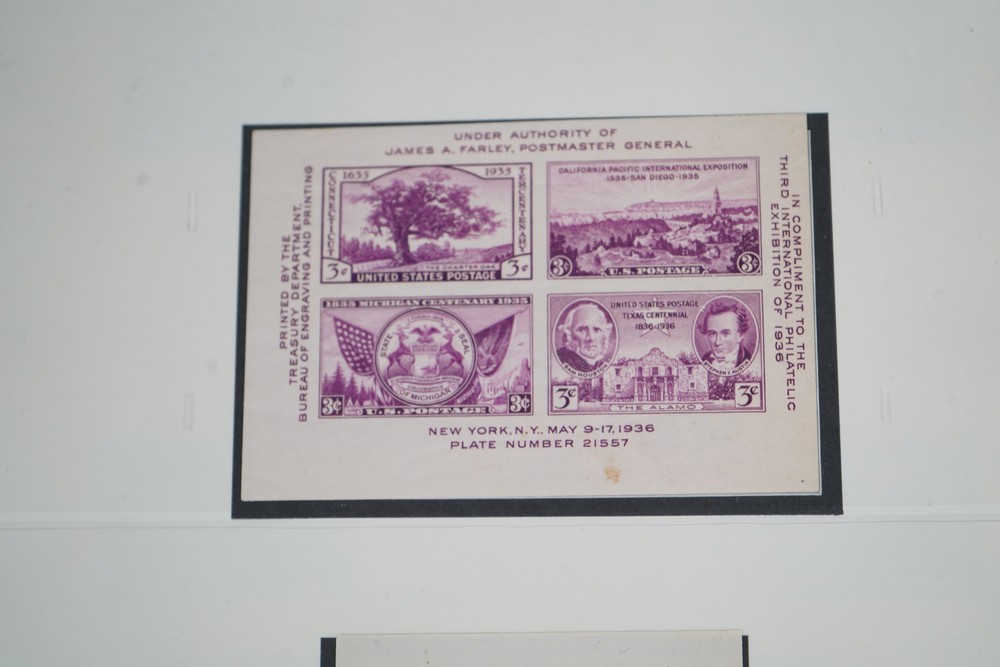 UNDER AUTHORITY OF
JAMES A. FARLEY, POSTMASTER GENERAL
PRINTED BY THE
TREASURY DEPARTMENT,
BUREAU OF ENGRAVING AND PRINTING
1635 1935
CONNECTICUT
TERCENTENARY
THE CHARTER OAK
3¢ 3¢
UNITED STATES POSTAGE
CALIFORNIA PACIFIC INTERNATIONAL EXPOSITION
1535-SAN DIEGO-1935
3¢ U.S. POSTAGE 3¢
1835 MICHIGAN CENTENARY 1935
STATE SEAL
OF MICHIGAN
3¢ U.S. POSTAGE 3¢
UNITED STATES POSTAGE
TEXAS CENTENNIAL
1836-1936
SAM HOUSTON
STEPHEN F. AUSTIN
3¢ 3¢
THE ALAMO
IN COMPLIMENT TO THE
THIRD INTERNATIONAL PHILATELIC
EXHIBITION OF 1936
NEW YORK, N.Y., MAY 9-17, 1936
PLATE NUMBER 21557